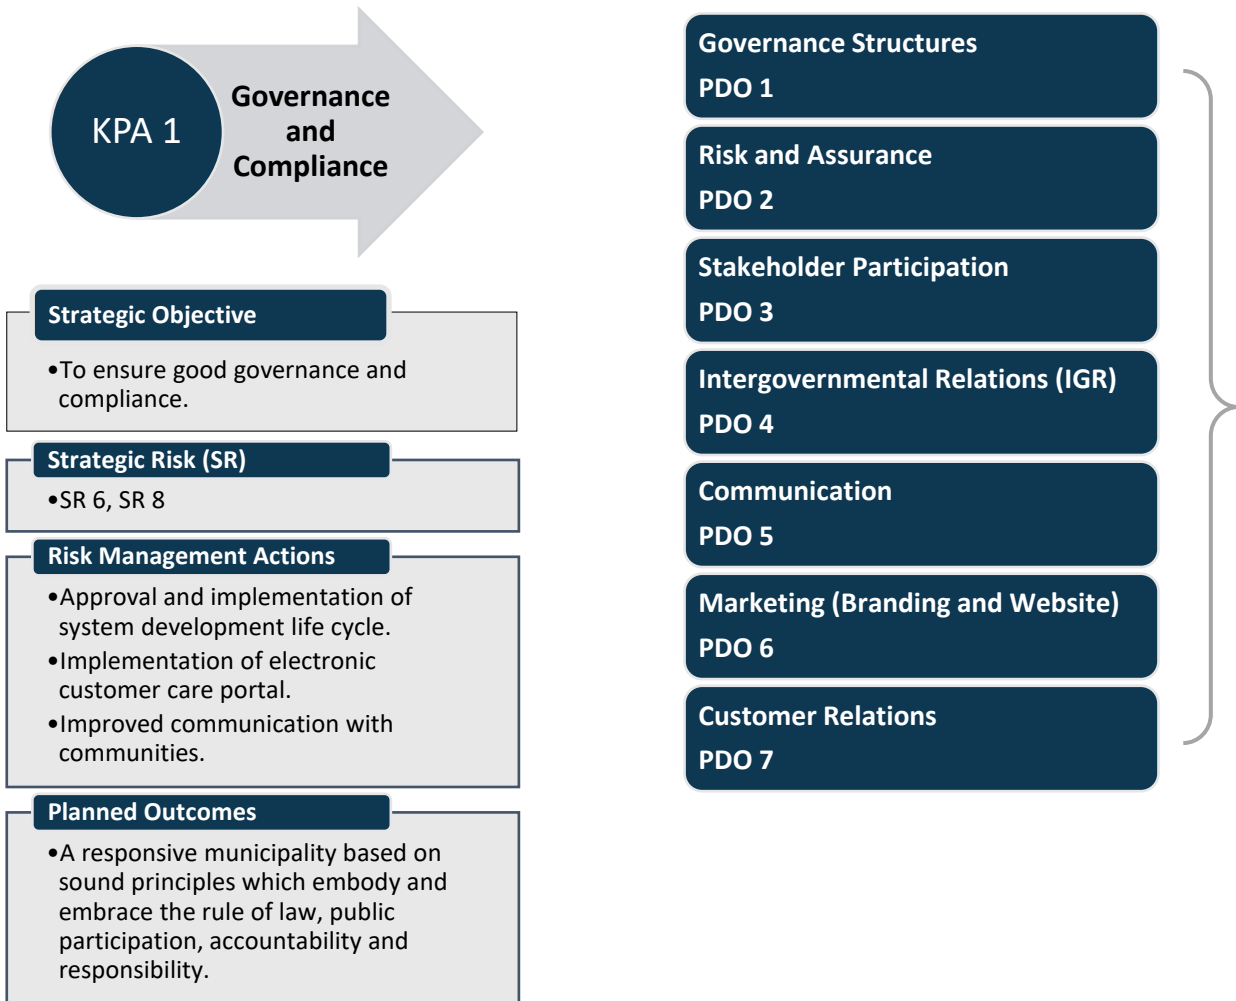 KPA 1
Governance
and
Compliance
Strategic Objective
•To ensure good governance and
compliance.
Strategic Risk (SR)
•SR 6, SR 8
Risk Management Actions
•Approval and implementation of
system development life cycle.
•Implementation of electronic
customer care portal.
•Improved communication with
communities.
Planned Outcomes
•A responsive municipality based on
sound principles which embody and
embrace the rule of law, public
participation, accountability and
responsibility.
Governance Structures
PDO 1
Risk and Assurance
PDO 2
Stakeholder Participation
PDO 3
Intergovernmental Relations (IGR)
PDO 4
Communication
PDO 5
Marketing (Branding and Website)
PDO 6
Customer Relations
PDO 7